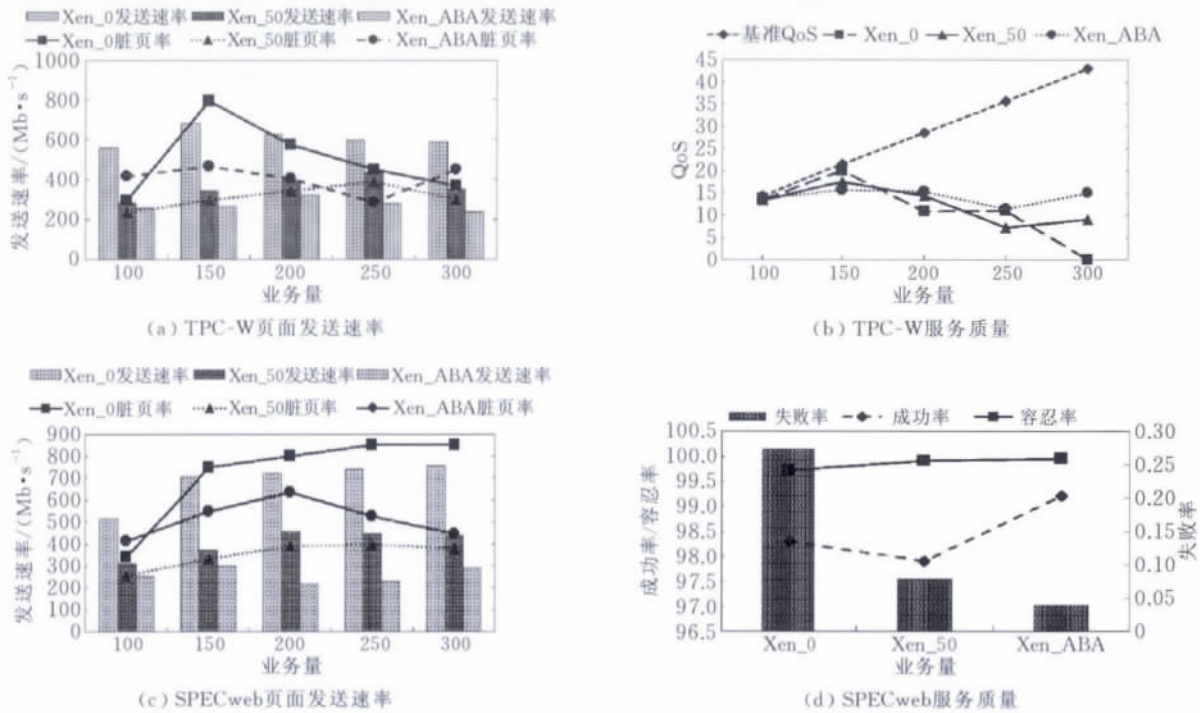 Xen_0发送速率 Xen_50发送速率 Xen_ABA发送速率
Xen_0脏页率 Xen_50脏页率 Xen_ABA脏页率
发送速率/(Mb·s⁻¹)
1000
800
600
400
200
0
100 150 200 250 300
业务量
(a) TPC-W页面发送速率
基准QoS Xen_0 Xen_50 Xen_ABA
QoS
45
40
35
30
25
20
15
10
5
0
100 150 200 250 300
业务量
(b) TPC-W服务质量
Xen_0发送速率 Xen_50发送速率 Xen_ABA发送速率
Xen_0脏页率 Xen_50脏页率 Xen_ABA脏页率
发送速率/(Mb·s⁻¹)
900
800
700
600
500
400
300
200
100
0
100 150 200 250 300
业务量
(c) SPECweb页面发送速率
失败率 成功率 容忍率
成功率/容忍率
100.5
100.0
99.5
99.0
98.5
98.0
97.5
97.0
96.5
0.30
0.25
0.20
0.15
0.10
0.05
0
失败率
Xen_0 Xen_50 Xen_ABA
业务量
(d) SPECweb服务质量